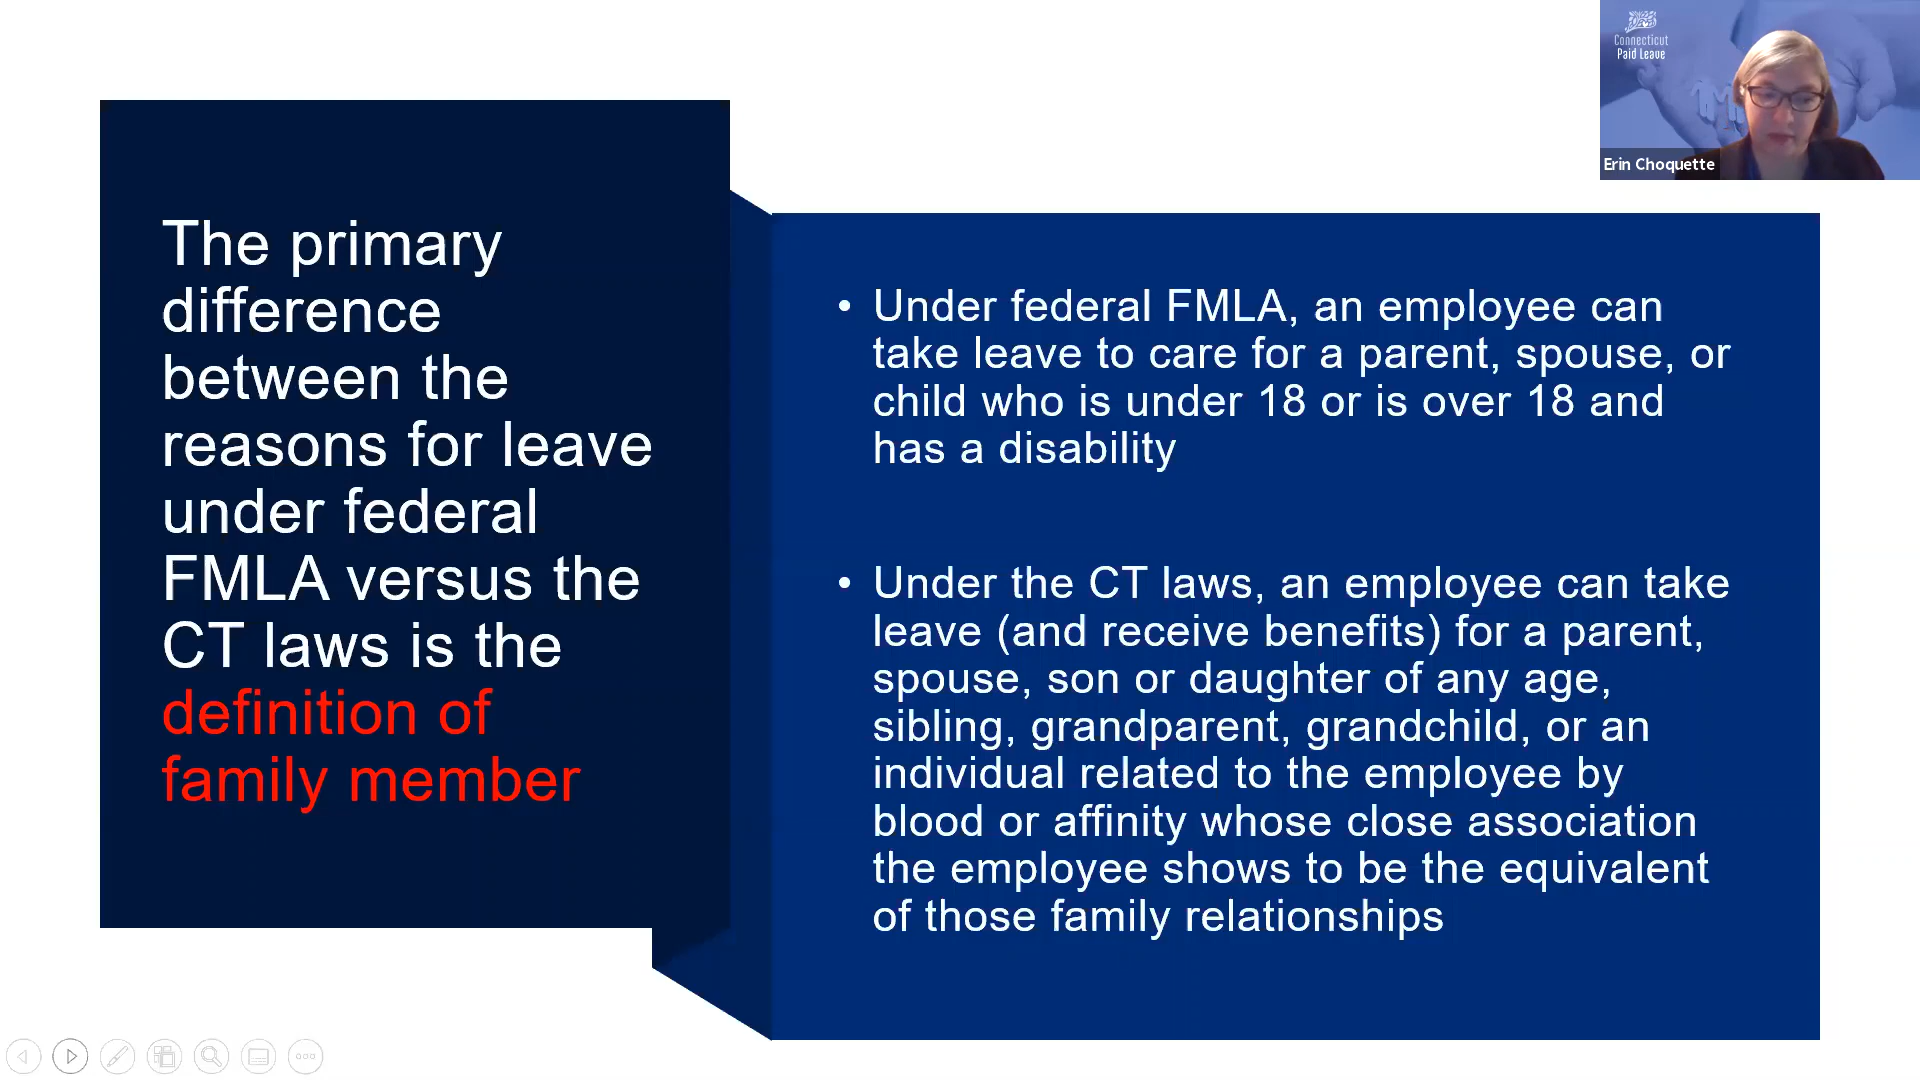 Connecticut
Paid Leave
Erin Choquette
The primary
difference
between the
reasons for leave
under federal
FMLA versus the
CT laws is the
definition of
family member
• Under federal FMLA, an employee can
take leave to care for a parent, spouse, or
child who is under 18 or is over 18 and
has a disability
• Under the CT laws, an employee can take
leave (and receive benefits) for a parent,
spouse, son or daughter of any age,
sibling, grandparent, grandchild, or an
individual related to the employee by
blood or affinity whose close association
the employee shows to be the equivalent
of those family relationships